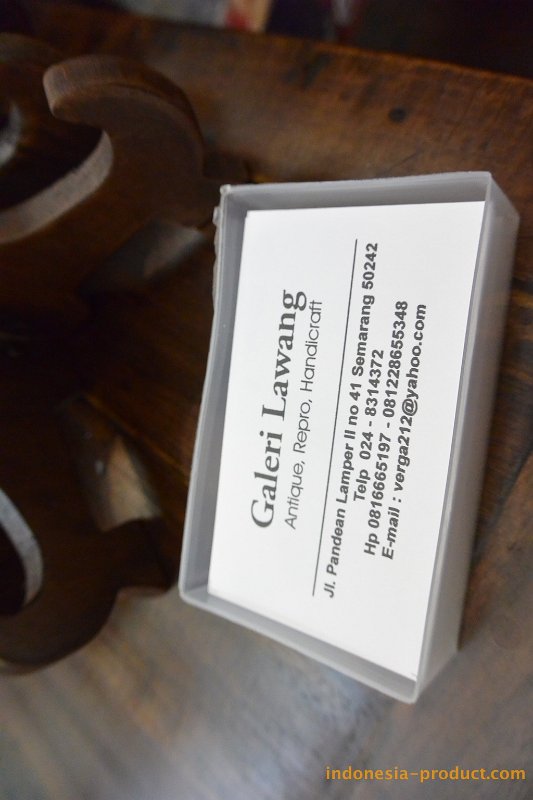 Galeri Lawang
Antique, Repro, Handicraft
Jl. Pandean Lamper II no 41 Semarang 50242
Telp 024 - 8314372
Hp 0816665197 - 081228655348
E-mail : verga212@yahoo.com
indonesia-product.com